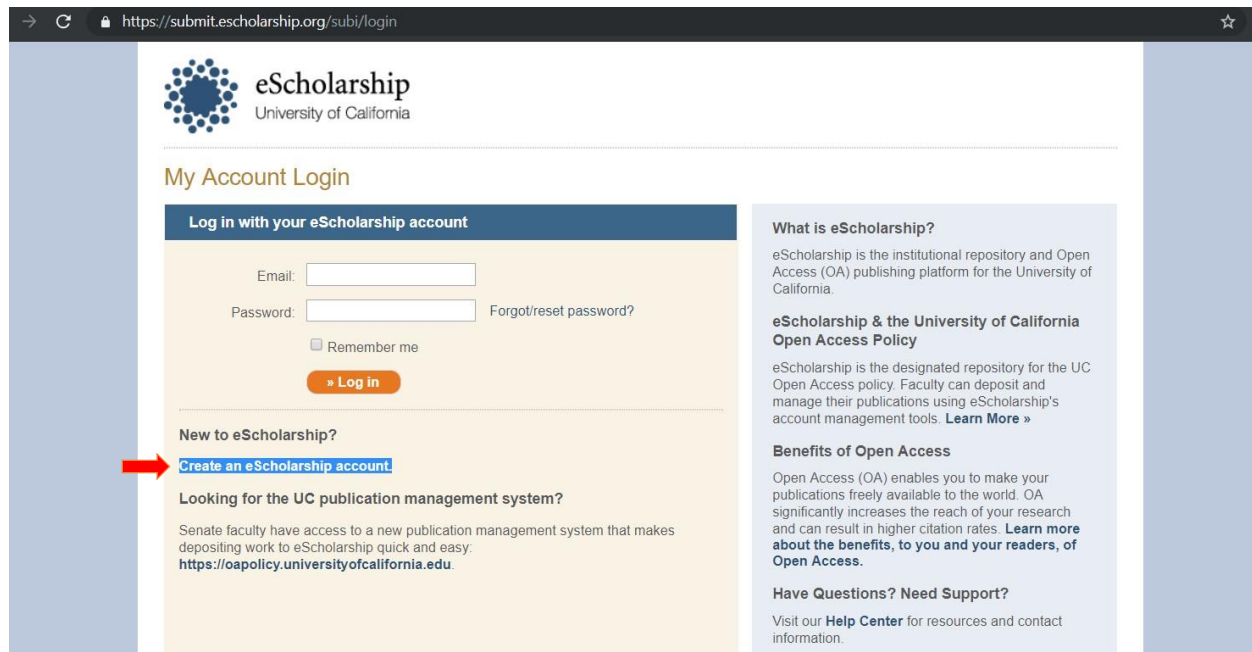 https://submit.escholarship.org/subi/login
eScholarship
University of California
My Account Login
Log in with your eScholarship account
Email:
Password:
Forgot/reset password?
Remember me
» Log in
New to eScholarship?
Create an eScholarship account.
Looking for the UC publication management system?
Senate faculty have access to a new publication management system that makes
depositing work to eScholarship quick and easy:
https://oapolicy.universityofcalifornia.edu.
What is eScholarship?
eScholarship is the institutional repository and Open
Access (OA) publishing platform for the University of
California.
eScholarship & the University of California
Open Access Policy
eScholarship is the designated repository for the UC
Open Access policy. Faculty can deposit and
manage their publications using eScholarship's
account management tools. Learn More »
Benefits of Open Access
Open Access (OA) enables you to make your
publications freely available to the world. OA
significantly increases the reach of your research
and can result in higher citation rates. Learn more
about the benefits, to you and your readers, of
Open Access.
Have Questions? Need Support?
Visit our Help Center for resources and contact
information.